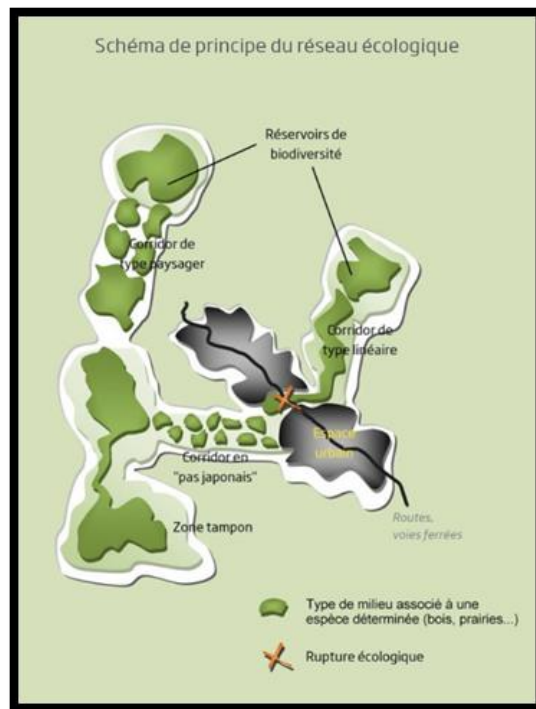 Schéma de principe du réseau écologique
Réservoirs de
biodiversité
Corridor de
type paysager
Corridor de
type linéaire
Espace
urbain
Corridor en
"pas japonais"
Zone tampon
Routes,
voies ferrées
Type de milieu associé à une
espèce déterminée (bois, prairies...)
Rupture écologique